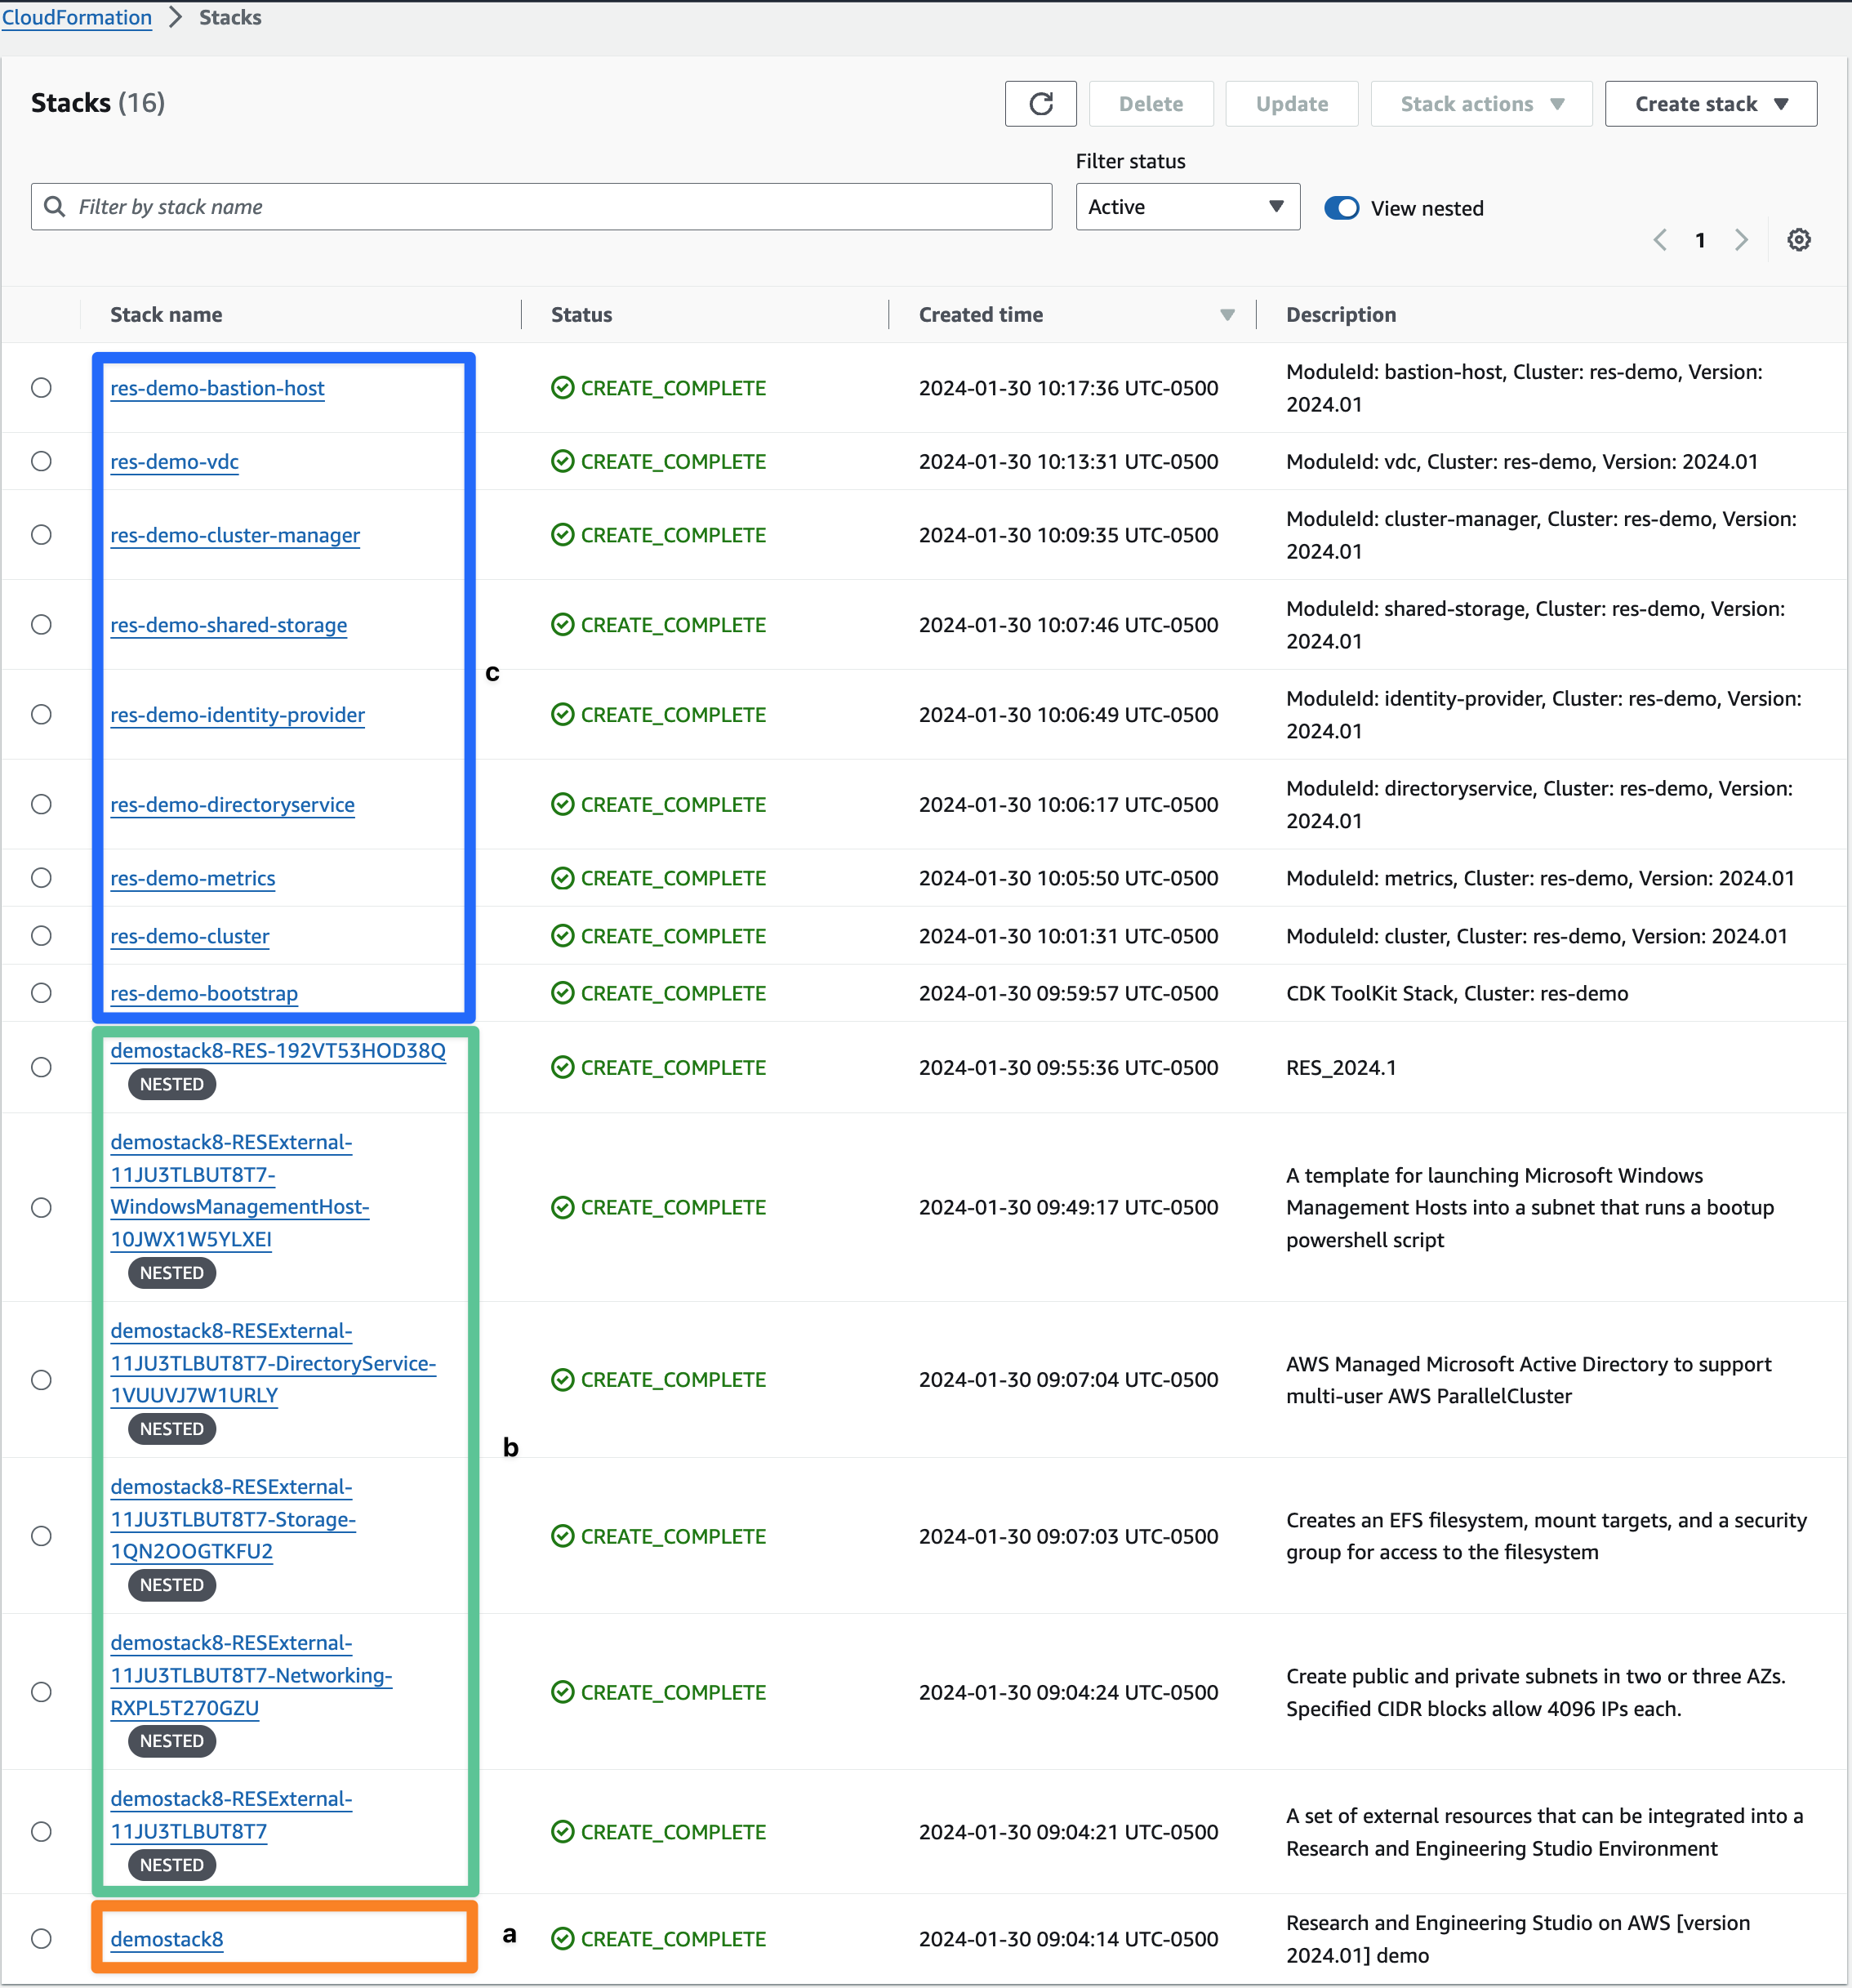 CloudFormation > Stacks
Stacks (16)
Delete
Update
Stack actions
Create stack
Filter status
Filter by stack name
Active
View nested
1
Stack name Status Created time Description
res-demo-bastion-host CREATE_COMPLETE 2024-01-30 10:17:36 UTC-0500 ModuleId: bastion-host, Cluster: res-demo, Version:
2024.01
res-demo-vdc CREATE_COMPLETE 2024-01-30 10:13:31 UTC-0500 ModuleId: vdc, Cluster: res-demo, Version: 2024.01
res-demo-cluster-manager CREATE_COMPLETE 2024-01-30 10:09:35 UTC-0500 ModuleId: cluster-manager, Cluster: res-demo, Version:
2024.01
res-demo-shared-storage CREATE_COMPLETE 2024-01-30 10:07:46 UTC-0500 ModuleId: shared-storage, Cluster: res-demo, Version:
2024.01
c
res-demo-identity-provider CREATE_COMPLETE 2024-01-30 10:06:49 UTC-0500 ModuleId: identity-provider, Cluster: res-demo, Version:
2024.01
res-demo-directoryservice CREATE_COMPLETE 2024-01-30 10:06:17 UTC-0500 ModuleId: directoryservice, Cluster: res-demo, Version:
2024.01
res-demo-metrics CREATE_COMPLETE 2024-01-30 10:05:50 UTC-0500 ModuleId: metrics, Cluster: res-demo, Version: 2024.01
res-demo-cluster CREATE_COMPLETE 2024-01-30 10:01:31 UTC-0500 ModuleId: cluster, Cluster: res-demo, Version: 2024.01
res-demo-bootstrap CREATE_COMPLETE 2024-01-30 09:59:57 UTC-0500 CDK ToolKit Stack, Cluster: res-demo
demostack8-RES-192VT53HOD38Q
NESTED
CREATE_COMPLETE 2024-01-30 09:55:36 UTC-0500 RES_2024.1
demostack8-RESExternal-
11JU3TLBUT8T7-
WindowsManagementHost-
10JWX1W5YLXEI
NESTED
CREATE_COMPLETE 2024-01-30 09:49:17 UTC-0500
A template for launching Microsoft Windows
Management Hosts into a subnet that runs a bootup
powershell script
demostack8-RESExternal-
11JU3TLBUT8T7-DirectoryService-
1VUUVJ7W1URLY
NESTED
CREATE_COMPLETE 2024-01-30 09:07:04 UTC-0500
AWS Managed Microsoft Active Directory to support
multi-user AWS ParallelCluster
b
demostack8-RESExternal-
11JU3TLBUT8T7-Storage-
1QN2OOGTKFU2
NESTED
CREATE_COMPLETE 2024-01-30 09:07:03 UTC-0500
Creates an EFS filesystem, mount targets, and a security
group for access to the filesystem
demostack8-RESExternal-
11JU3TLBUT8T7-Networking-
RXPL5T270GZU
NESTED
CREATE_COMPLETE 2024-01-30 09:04:24 UTC-0500
Create public and private subnets in two or three AZs.
Specified CIDR blocks allow 4096 IPs each.
demostack8-RESExternal-
11JU3TLBUT8T7
NESTED
CREATE_COMPLETE 2024-01-30 09:04:21 UTC-0500
A set of external resources that can be integrated into a
Research and Engineering Studio Environment
demostack8
a
CREATE_COMPLETE 2024-01-30 09:04:14 UTC-0500
Research and Engineering Studio on AWS [version
2024.01] demo